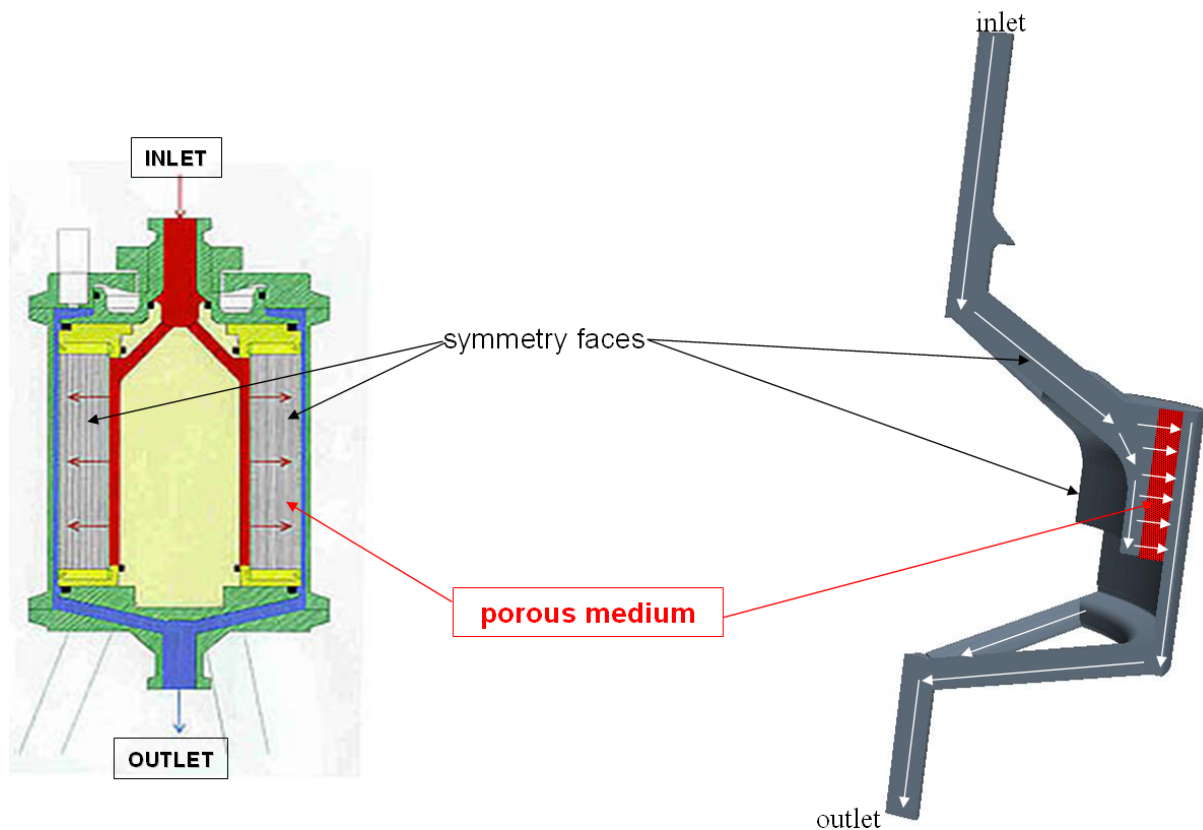 inlet
INLET
symmetry faces
porous medium
OUTLET
outlet